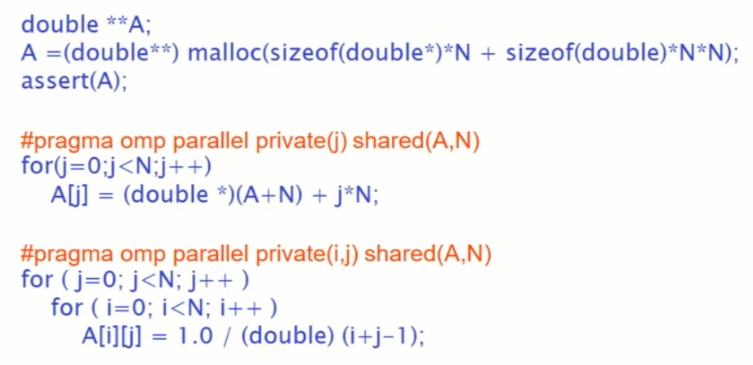 double **A;
A =(double**) malloc(sizeof(double*)*N + sizeof(double)*N*N);
assert(A);
#pragma omp parallel private(j) shared(A,N)
for(j=0;j<N;j++)
A[j] = (double *)(A+N) + j*N;
#pragma omp parallel private(i,j) shared(A,N)
for ( j=0; j<N; j++ )
for ( i=0; i<N; i++ )
A[i][j] = 1.0 / (double) (i+j-1);